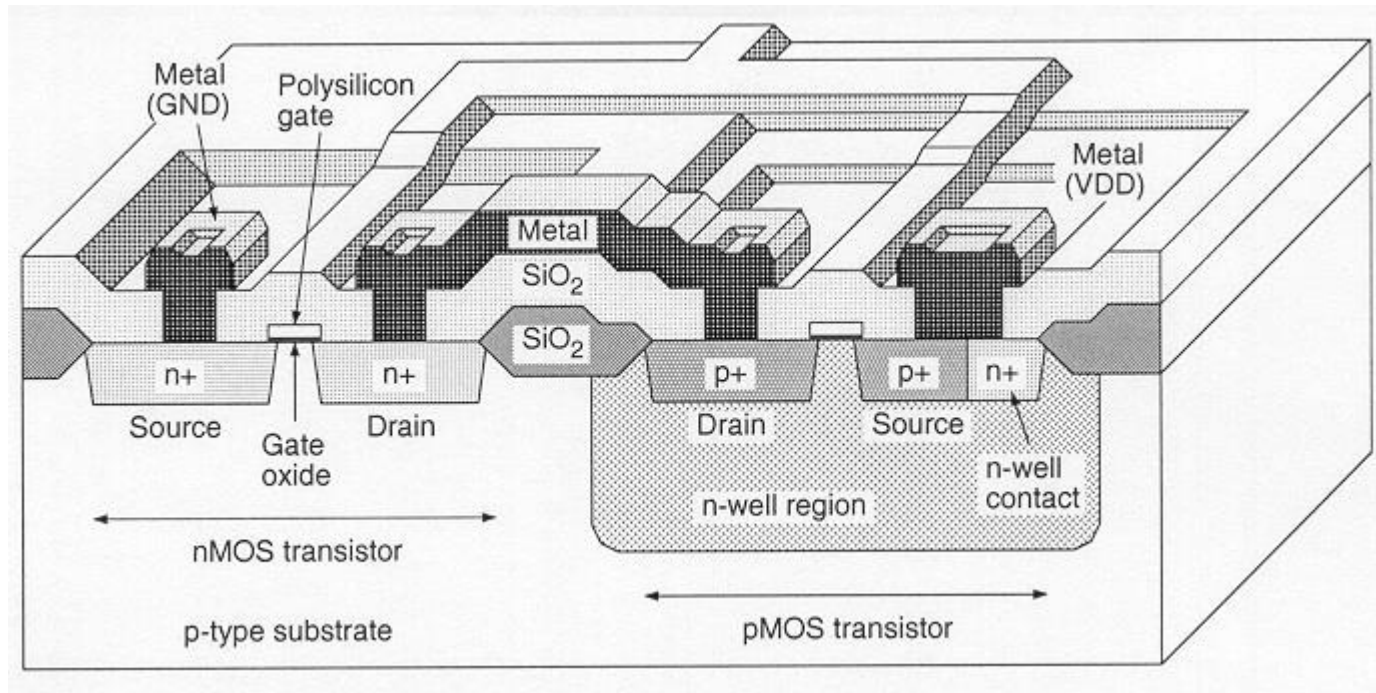 Metal
(GND)
Polysilicon
gate
Metal
(VDD)
Metal
SiO2
SiO2
n+
n+
p+
p+
n+
Source
Gate
oxide
Drain
Drain
Source
n-well
contact
n-well region
nMOS transistor
pMOS transistor
p-type substrate